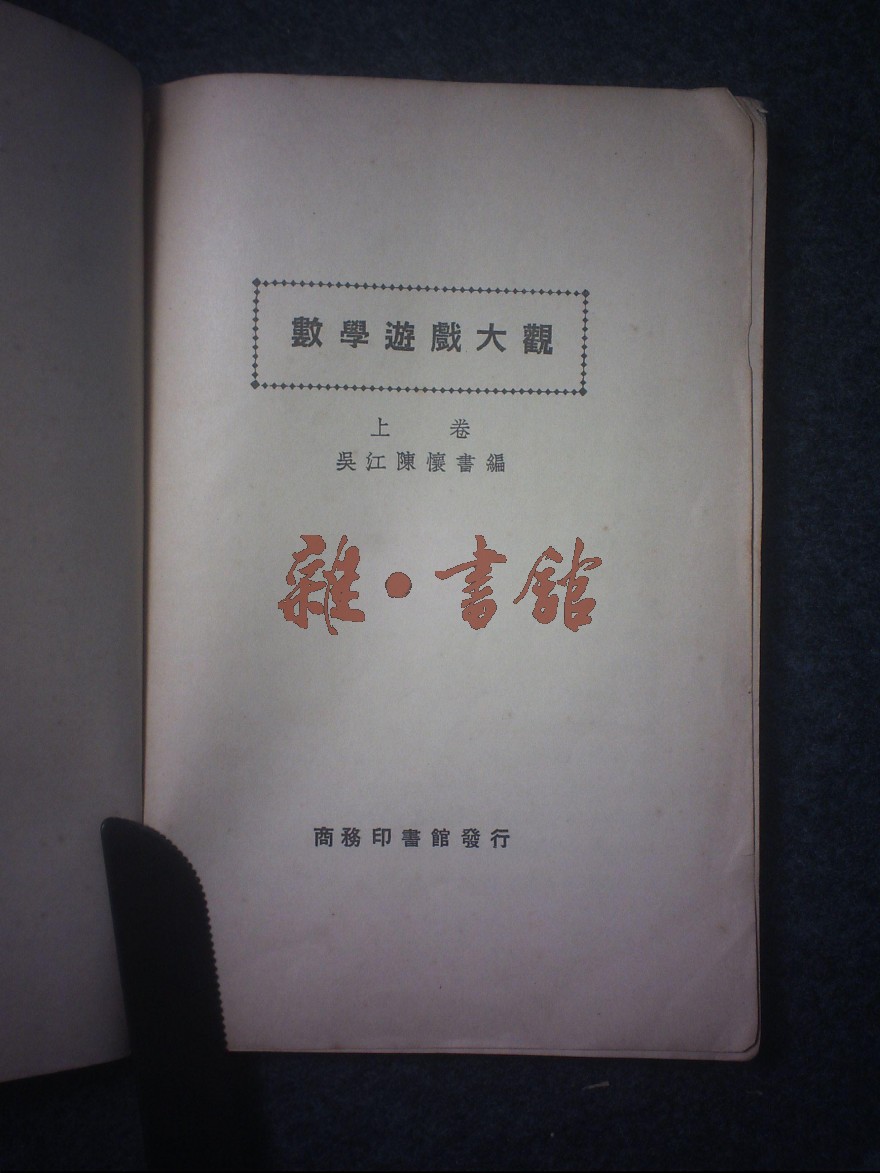 數學遊戲大觀
上 卷
吳江陳懷書編
雜·書館
商務印書館發行